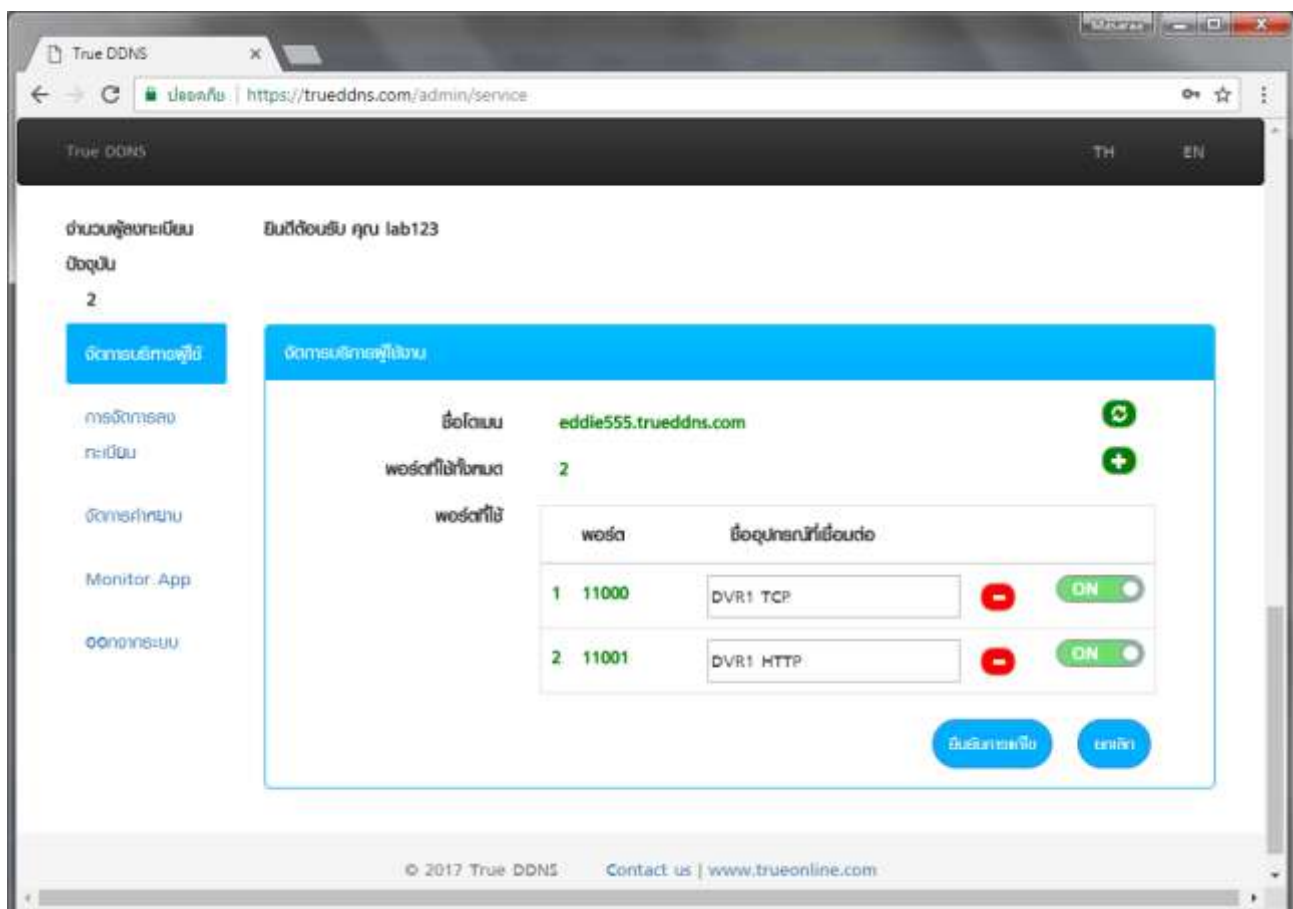 True DDNS
ปลอดภัย | https://trueddns.com/admin/service
True DDNS TH EN
จำนวนผู้ลงทะเบียน
ปัจจุบัน
2
ยินดีต้อนรับ คุณ lab123
จัดการบริการผู้ใช้
การจัดการลง
ทะเบียน
จัดการคำหยาบ
Monitor App
ออกจากระบบ
จัดการบริการผู้ใช้งาน
ชื่อโดเมน eddie555.trueddns.com
พอร์ตที่ใช้ทั้งหมด 2
พอร์ตที่ใช้
พอร์ต ชื่ออุปกรณ์ที่เชื่อมต่อ
1 11000 DVR1 TCP ON
2 11001 DVR1 HTTP ON
ยืนยันการแก้ไข ยกเลิก
© 2017 True DDNS Contact us | www.trueonline.com